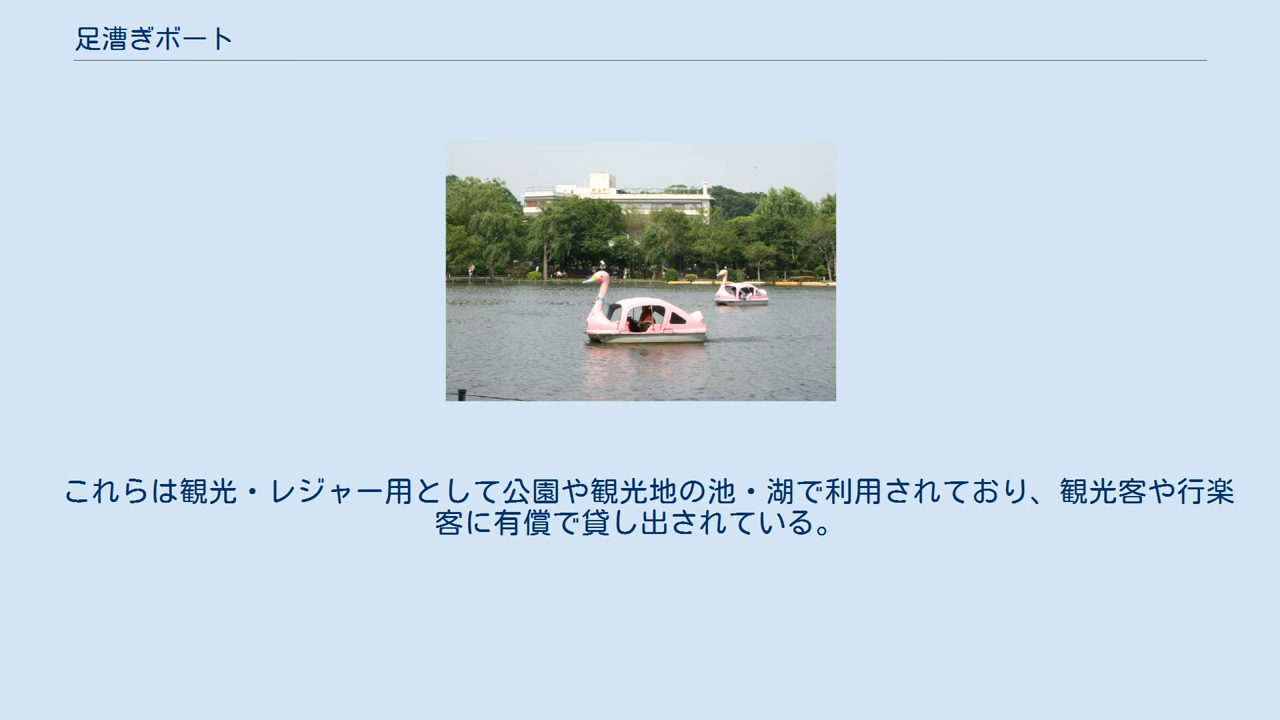 足漕ぎボート
これらは観光・レジャー用として公園や観光地の池・湖で利用されており、観光客や行楽
客に有償で貸し出されている。